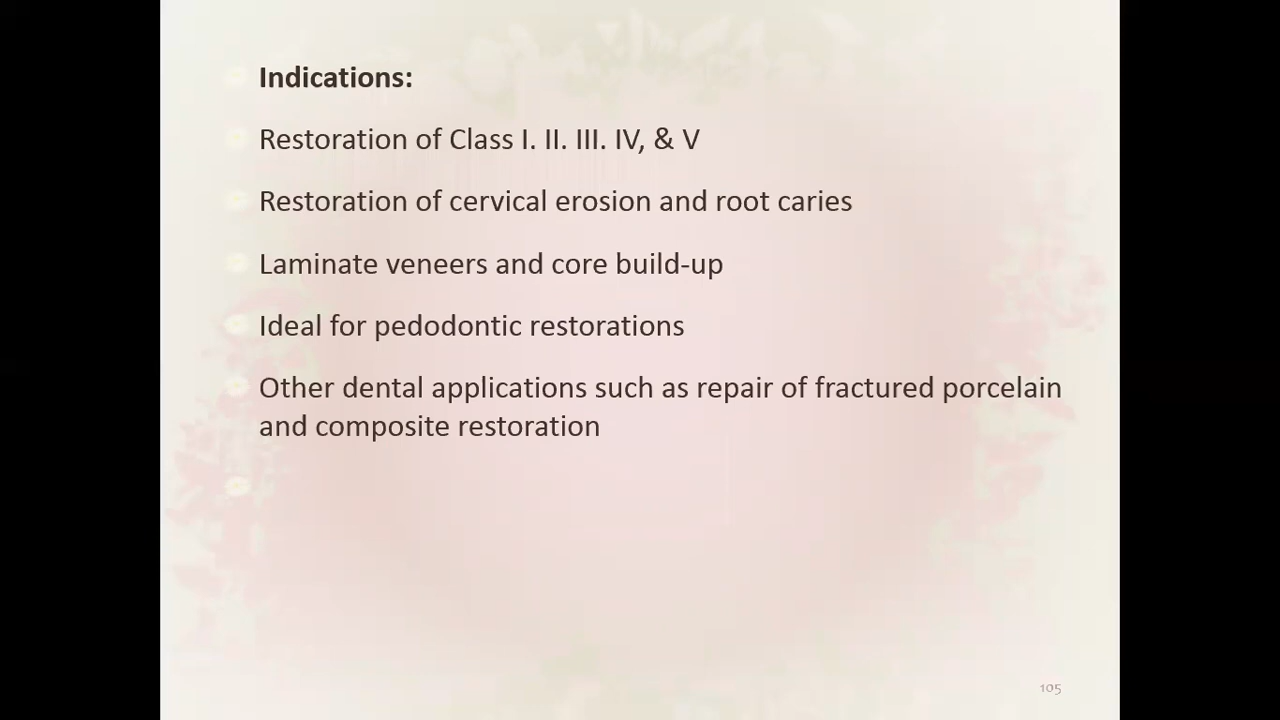 Indications:
Restoration of Class I. II. III. IV, & V
Restoration of cervical erosion and root caries
Laminate veneers and core build-up
Ideal for pedodontic restorations
Other dental applications such as repair of fractured porcelain
and composite restoration
105